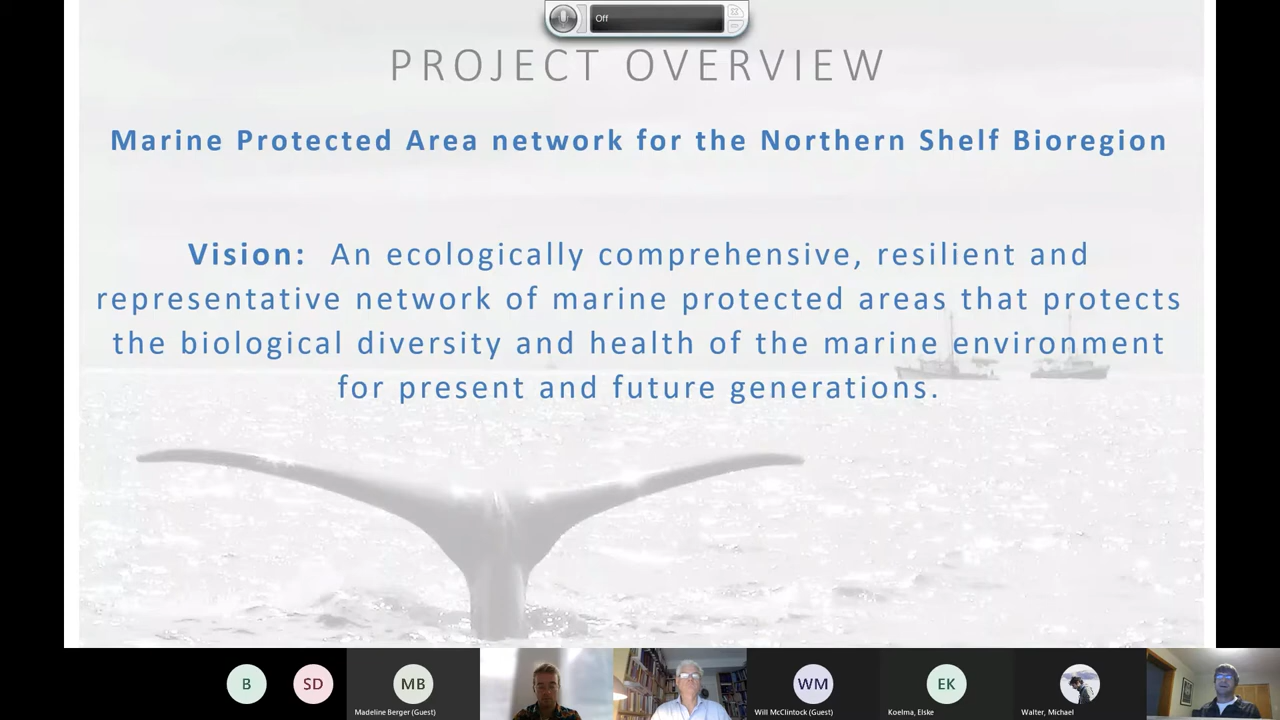 Off
PROJECT OVERVIEW
Marine Protected Area network for the Northern Shelf Bioregion
Vision: An ecologically comprehensive, resilient and
representative network of marine protected areas that protects
the biological diversity and health of the marine environment
for present and future generations.
B
SD
MB
Madeline Berger (Guest)
WM
Will McClintock (Guest)
EK
Koelma, Elske
Walter, Michael